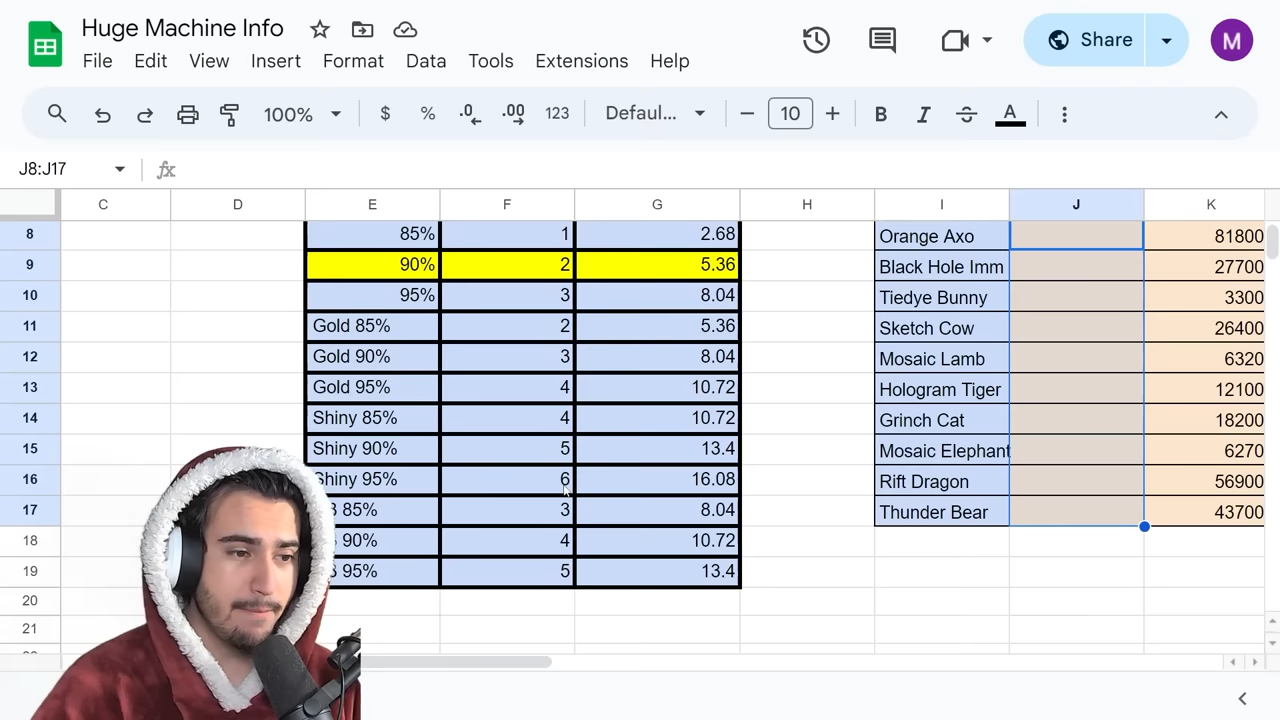 Huge Machine Info
File Edit View Insert Format Data Tools Extensions Help
Share
M
100% $ % .0 .00 123 Defaul... 10 B I S A
J8:J17 fx
C D E F G H I J K
8 85% 1 2.68 Orange Axo 81800
9 90% 2 5.36 Black Hole Imm 27700
10 95% 3 8.04 Tiedye Bunny 3300
11 Gold 85% 2 5.36 Sketch Cow 26400
12 Gold 90% 3 8.04 Mosaic Lamb 6320
13 Gold 95% 4 10.72 Hologram Tiger 12100
14 Shiny 85% 4 10.72 Grinch Cat 18200
15 Shiny 90% 5 13.4 Mosaic Elephant 6270
16 Shiny 95% 6 16.08 Rift Dragon 56900
17 85% 3 8.04 Thunder Bear 43700
18 90% 4 10.72
19 95% 5 13.4
20
21